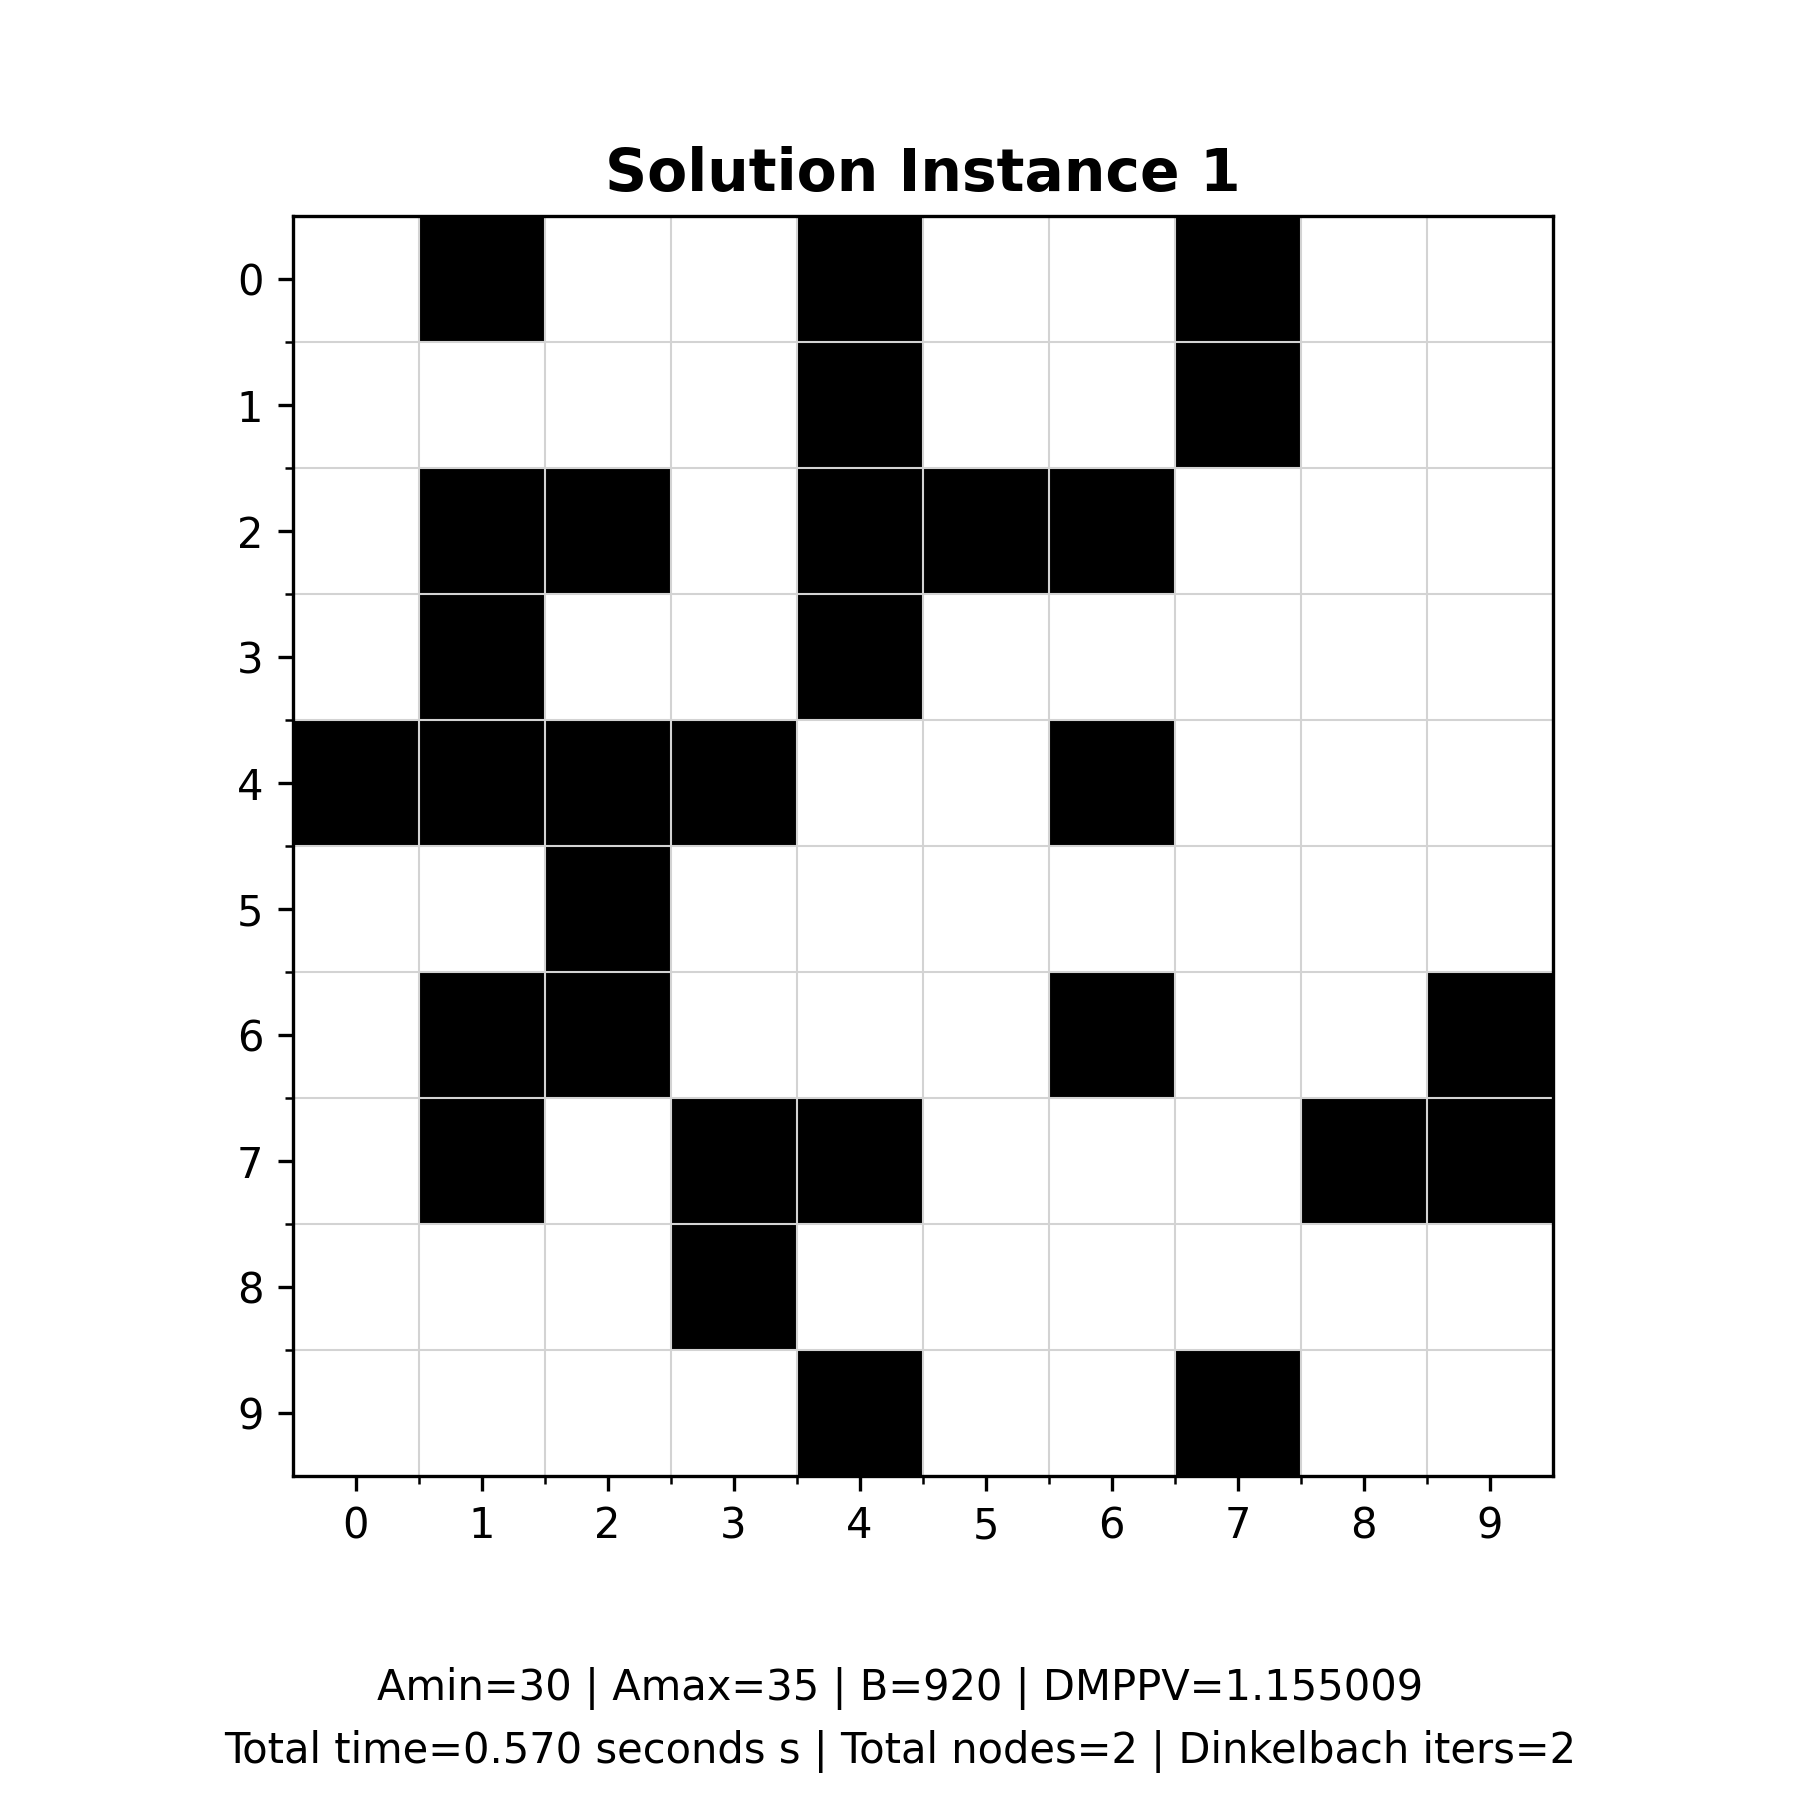 Solution Instance 1
0
1
2
3
4
5
6
7
8
9
0 1 2 3 4 5 6 7 8 9
Amin=30 | Amax=35 | B=920 | DMPPV=1.155009
Total time=0.570 seconds s | Total nodes=2 | Dinkelbach iters=2